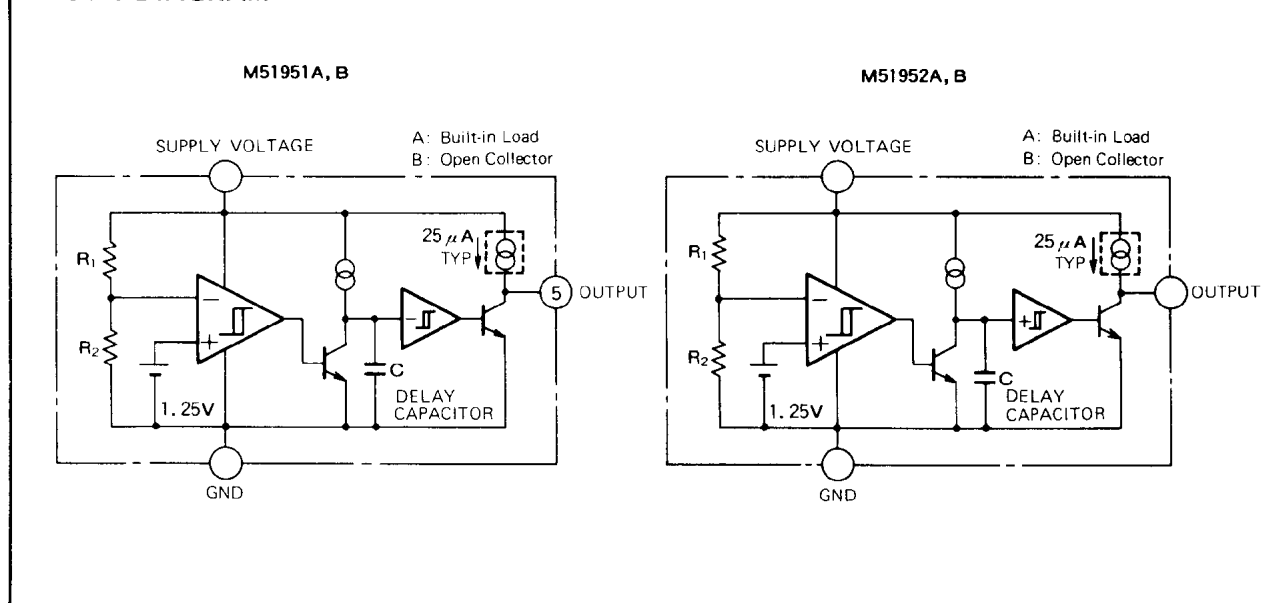 M51951A, B
SUPPLY VOLTAGE
A: Built-in Load
B: Open Collector
R1
R2
−
+
1.25V
−
C
DELAY
CAPACITOR
25μA
TYP
5
OUTPUT
GND
M51952A, B
SUPPLY VOLTAGE
A: Built-in Load
B: Open Collector
R1
R2
−
+
1.25V
+
C
DELAY
CAPACITOR
25μA
TYP
OUTPUT
GND